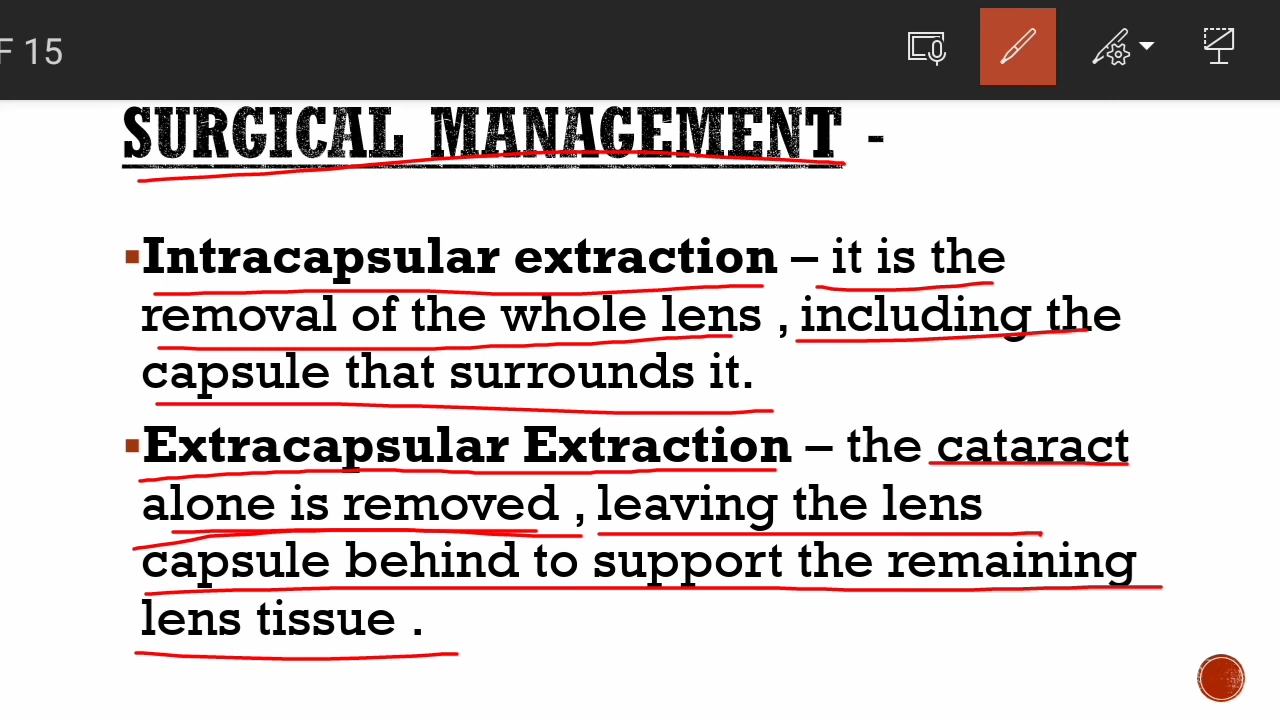 F 15
SURGICAL MANAGEMENT -
▪Intracapsular extraction – it is the
removal of the whole lens , including the
capsule that surrounds it.
▪Extracapsular Extraction – the cataract
alone is removed , leaving the lens
capsule behind to support the remaining
lens tissue .